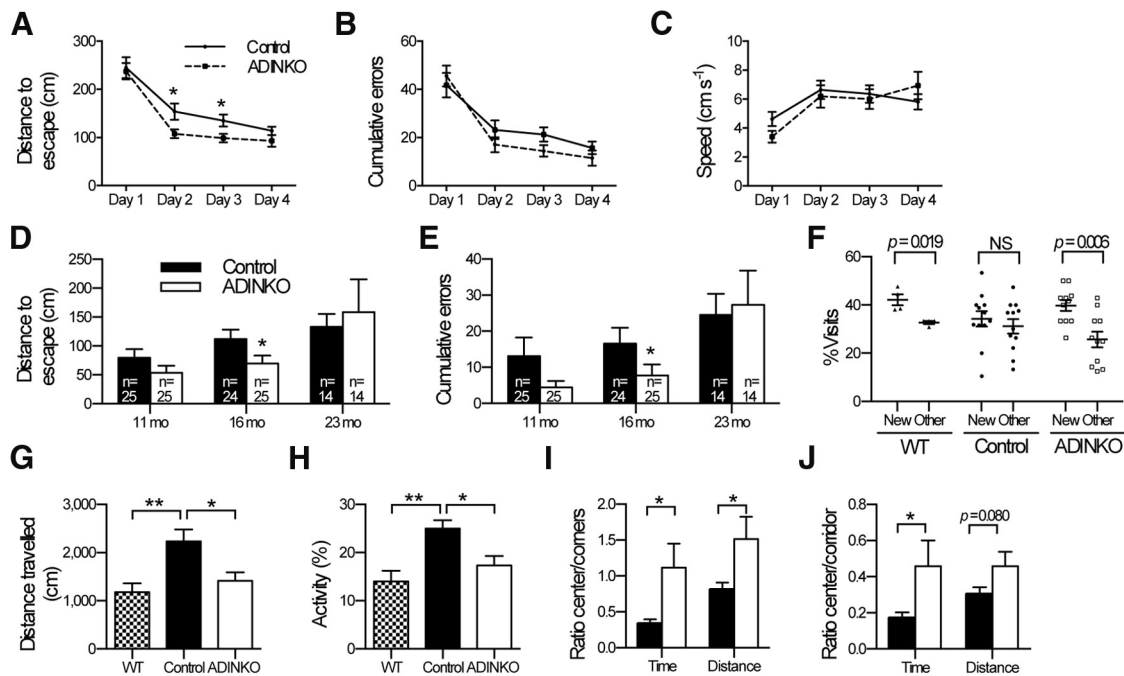 A
Distance to
escape (cm)
300
200
100
0
Control
ADINKO
*
*
Day 1 Day 2 Day 3 Day 4
B
Cumulative errors
60
40
20
0
Day 1 Day 2 Day 3 Day 4
C
Speed (cm s⁻¹)
10
8
6
4
2
0
Day 1 Day 2 Day 3 Day 4
D
Distance to
escape (cm)
250
200
150
100
50
0
Control
ADINKO
*
n=
25
n=
25
n=
24
n=
25
n=
14
n=
14
11 mo 16 mo 23 mo
E
Cumulative errors
40
30
20
10
0
*
n=
25
n=
25
n=
24
n=
25
n=
14
n=
14
11 mo 16 mo 23 mo
F
%Visits
60
40
20
0
p = 0.019 NS p = 0.006
New Other New Other New Other
WT Control ADINKO
G
Distance travelled
(cm)
3,000
2,000
1,000
0
** *
WT Control ADINKO
H
Activity (%)
30
20
10
0
** *
WT Control ADINKO
I
Ratio center/corners
2.0
1.5
1.0
0.5
0.0
* *
Time Distance
J
Ratio center/corridor
0.8
0.6
0.4
0.2
0.0
* p = 0.080
Time Distance